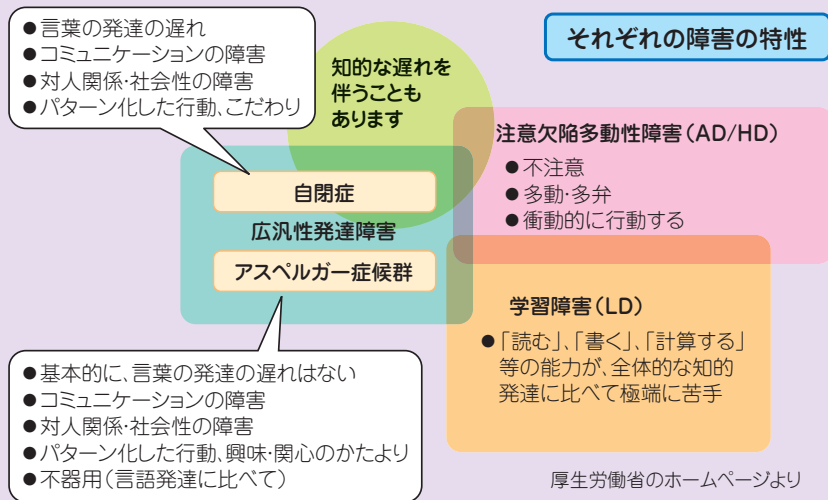 それぞれの障害の特性
●言葉の発達の遅れ
●コミュニケーションの障害
●対人関係・社会性の障害
●パターン化した行動、こだわり
知的な遅れを
伴うことも
あります
自閉症
広汎性発達障害
アスペルガー症候群
注意欠陥多動性障害(AD/HD)
●不注意
●多動・多弁
●衝動的に行動する
学習障害(LD)
●「読む」、「書く」、「計算する」
等の能力が、全体的な知的
発達に比べて極端に苦手
●基本的に、言葉の発達の遅れはない
●コミュニケーションの障害
●対人関係・社会性の障害
●パターン化した行動、興味・関心のかたより
●不器用(言語発達に比べて)
厚生労働省のホームページより